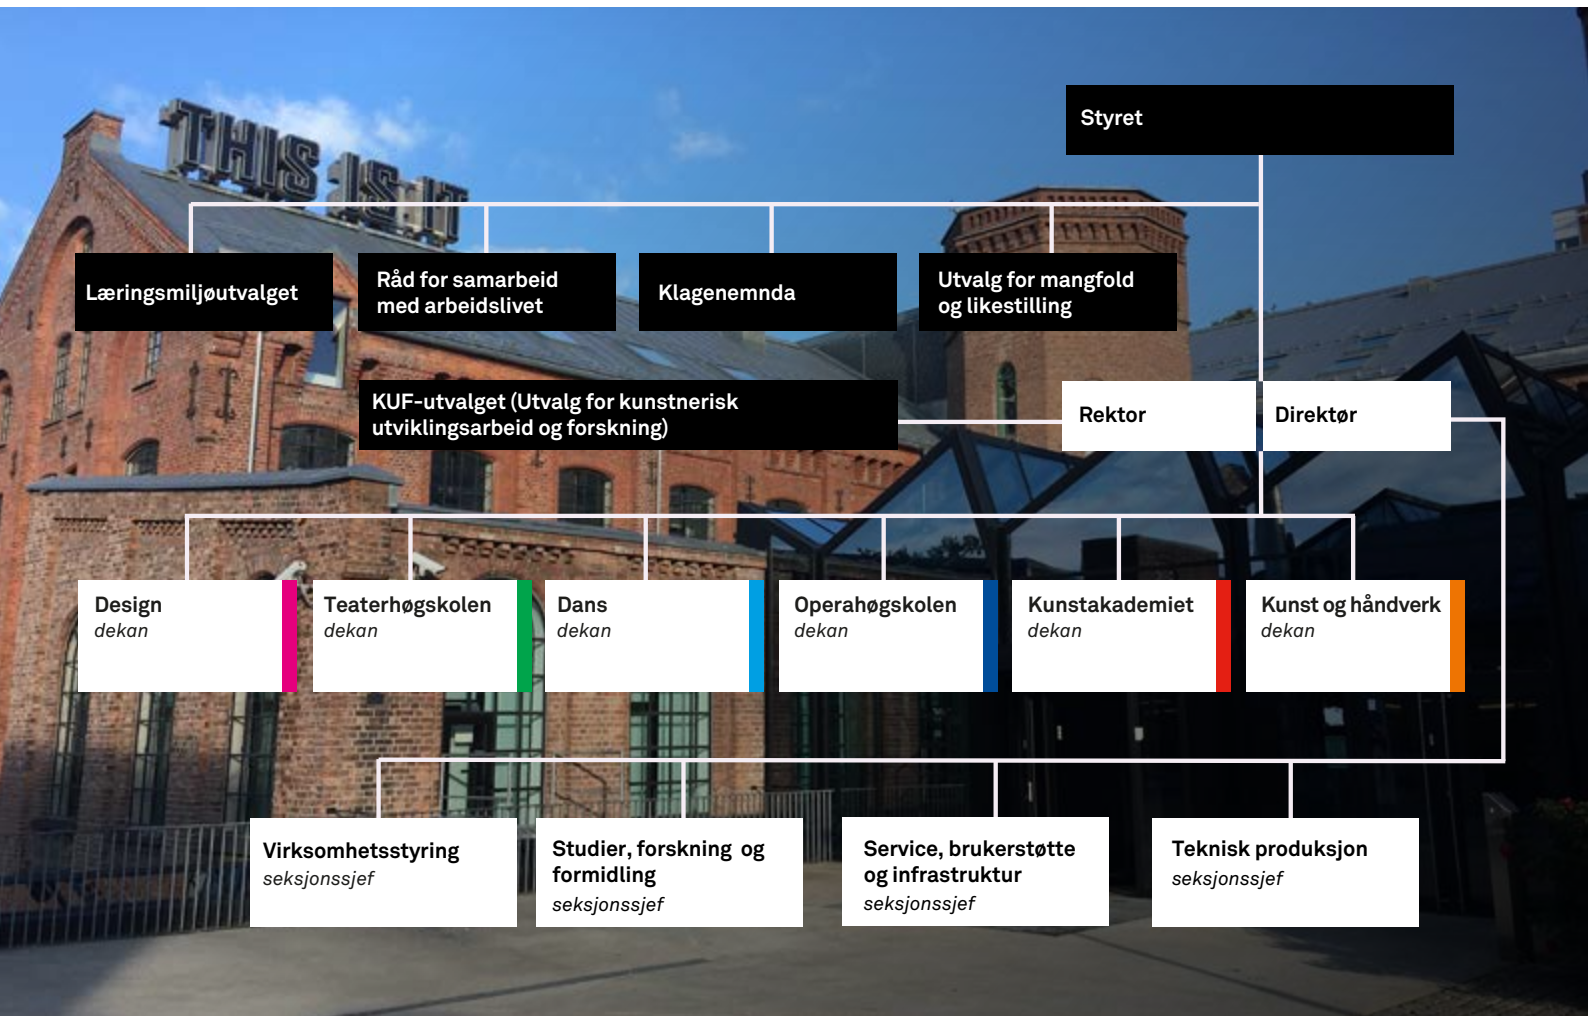 THIS IS IT
Styret
Læringsmiljøutvalget
Råd for samarbeid
med arbeidslivet
Klagenemnda
Utvalg for mangfold
og likestilling
KUF-utvalget (Utvalg for kunstnerisk
utviklingsarbeid og forskning)
Rektor
Direktør
Design
dekan
Teaterhøgskolen
dekan
Dans
dekan
Operahøgskolen
dekan
Kunstakademiet
dekan
Kunst og håndverk
dekan
Virksomhetsstyring
seksjonssjef
Studier, forskning og
formidling
seksjonssjef
Service, brukerstøtte
og infrastruktur
seksjonssjef
Teknisk produksjon
seksjonssjef